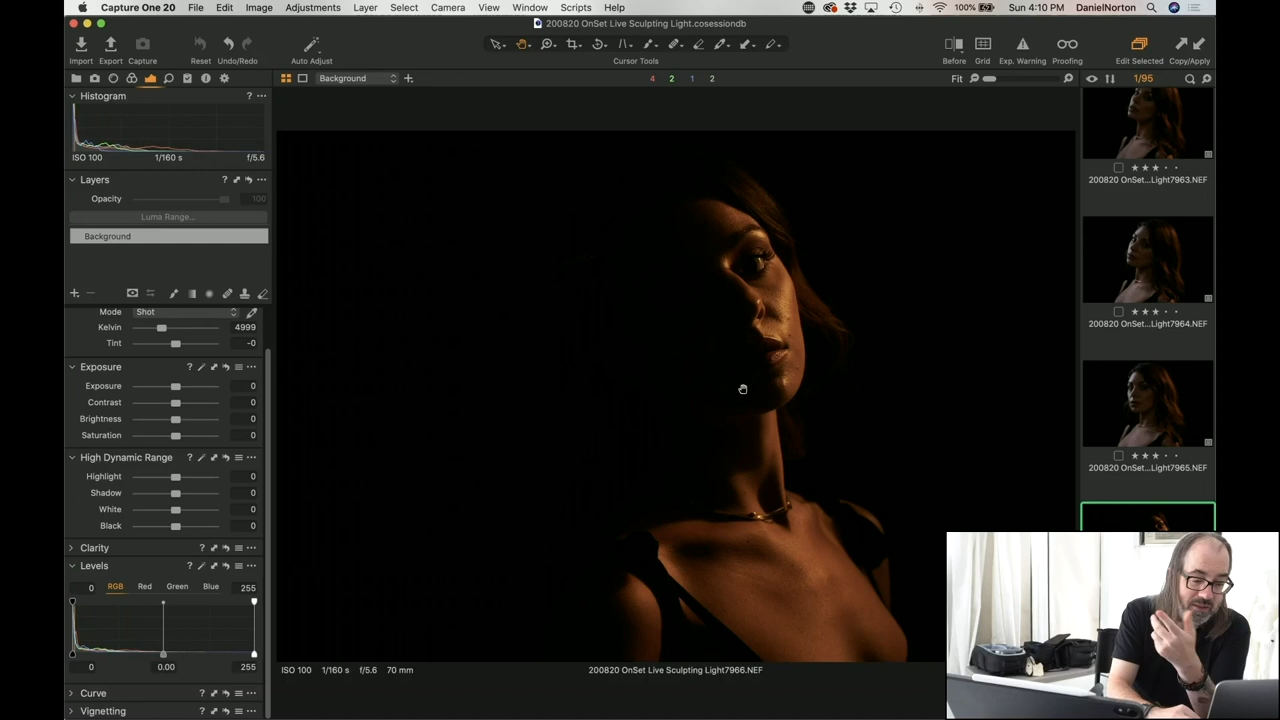 Capture One 20 File Edit Image Adjustments Layer Select Camera View Window Scripts Help 100% Sun 4:10 PM DanielNorton
200820 OnSet Live Sculpting Light.cosessiondb
Import Export Capture Reset Undo/Redo Auto Adjust Cursor Tools Before Grid Exp. Warning Proofing Edit Selected Copy/Apply
Background 4 2 1 2 Fit 1/95
Histogram ? ...
ISO 100 1/160 s f/5.6
Layers ? ...
Opacity 100
Luma Range...
Background
Mode Shot
Kelvin 4999
Tint -0
Exposure ? ...
Exposure 0
Contrast 0
Brightness 0
Saturation 0
High Dynamic Range ? ...
Highlight 0
Shadow 0
White 0
Black 0
Clarity ? ...
Levels ? ...
0 RGB Red Green Blue 255
0 0.00 255
Curve ? ...
Vignetting ? ...
ISO 100 1/160 s f/5.6 70 mm 200820 OnSet Live Sculpting Light7966.NEF
200820 OnSet...Light7963.NEF
200820 OnSet...Light7964.NEF
200820 OnSet...Light7965.NEF